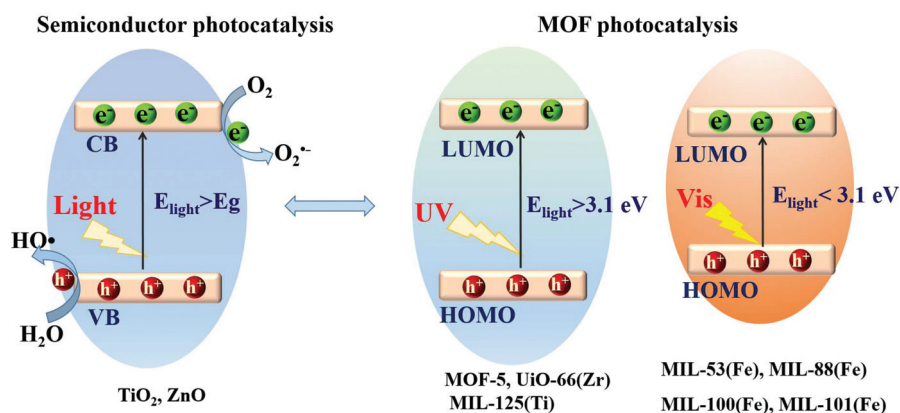 Semiconductor photocatalysis
MOF photocatalysis
e⁻ e⁻ e⁻
CB
O₂
e⁻
O₂•⁻
Light
E_light>Eg
HO•
h⁺
h⁺ h⁺ h⁺
VB
H₂O
TiO₂, ZnO
e⁻ e⁻ e⁻
LUMO
UV
E_light>3.1 eV
h⁺ h⁺ h⁺
HOMO
MOF-5, UiO-66(Zr)
MIL-125(Ti)
e⁻ e⁻ e⁻
LUMO
Vis
E_light< 3.1 eV
h⁺ h⁺ h⁺
HOMO
MIL-53(Fe), MIL-88(Fe)
MIL-100(Fe), MIL-101(Fe)